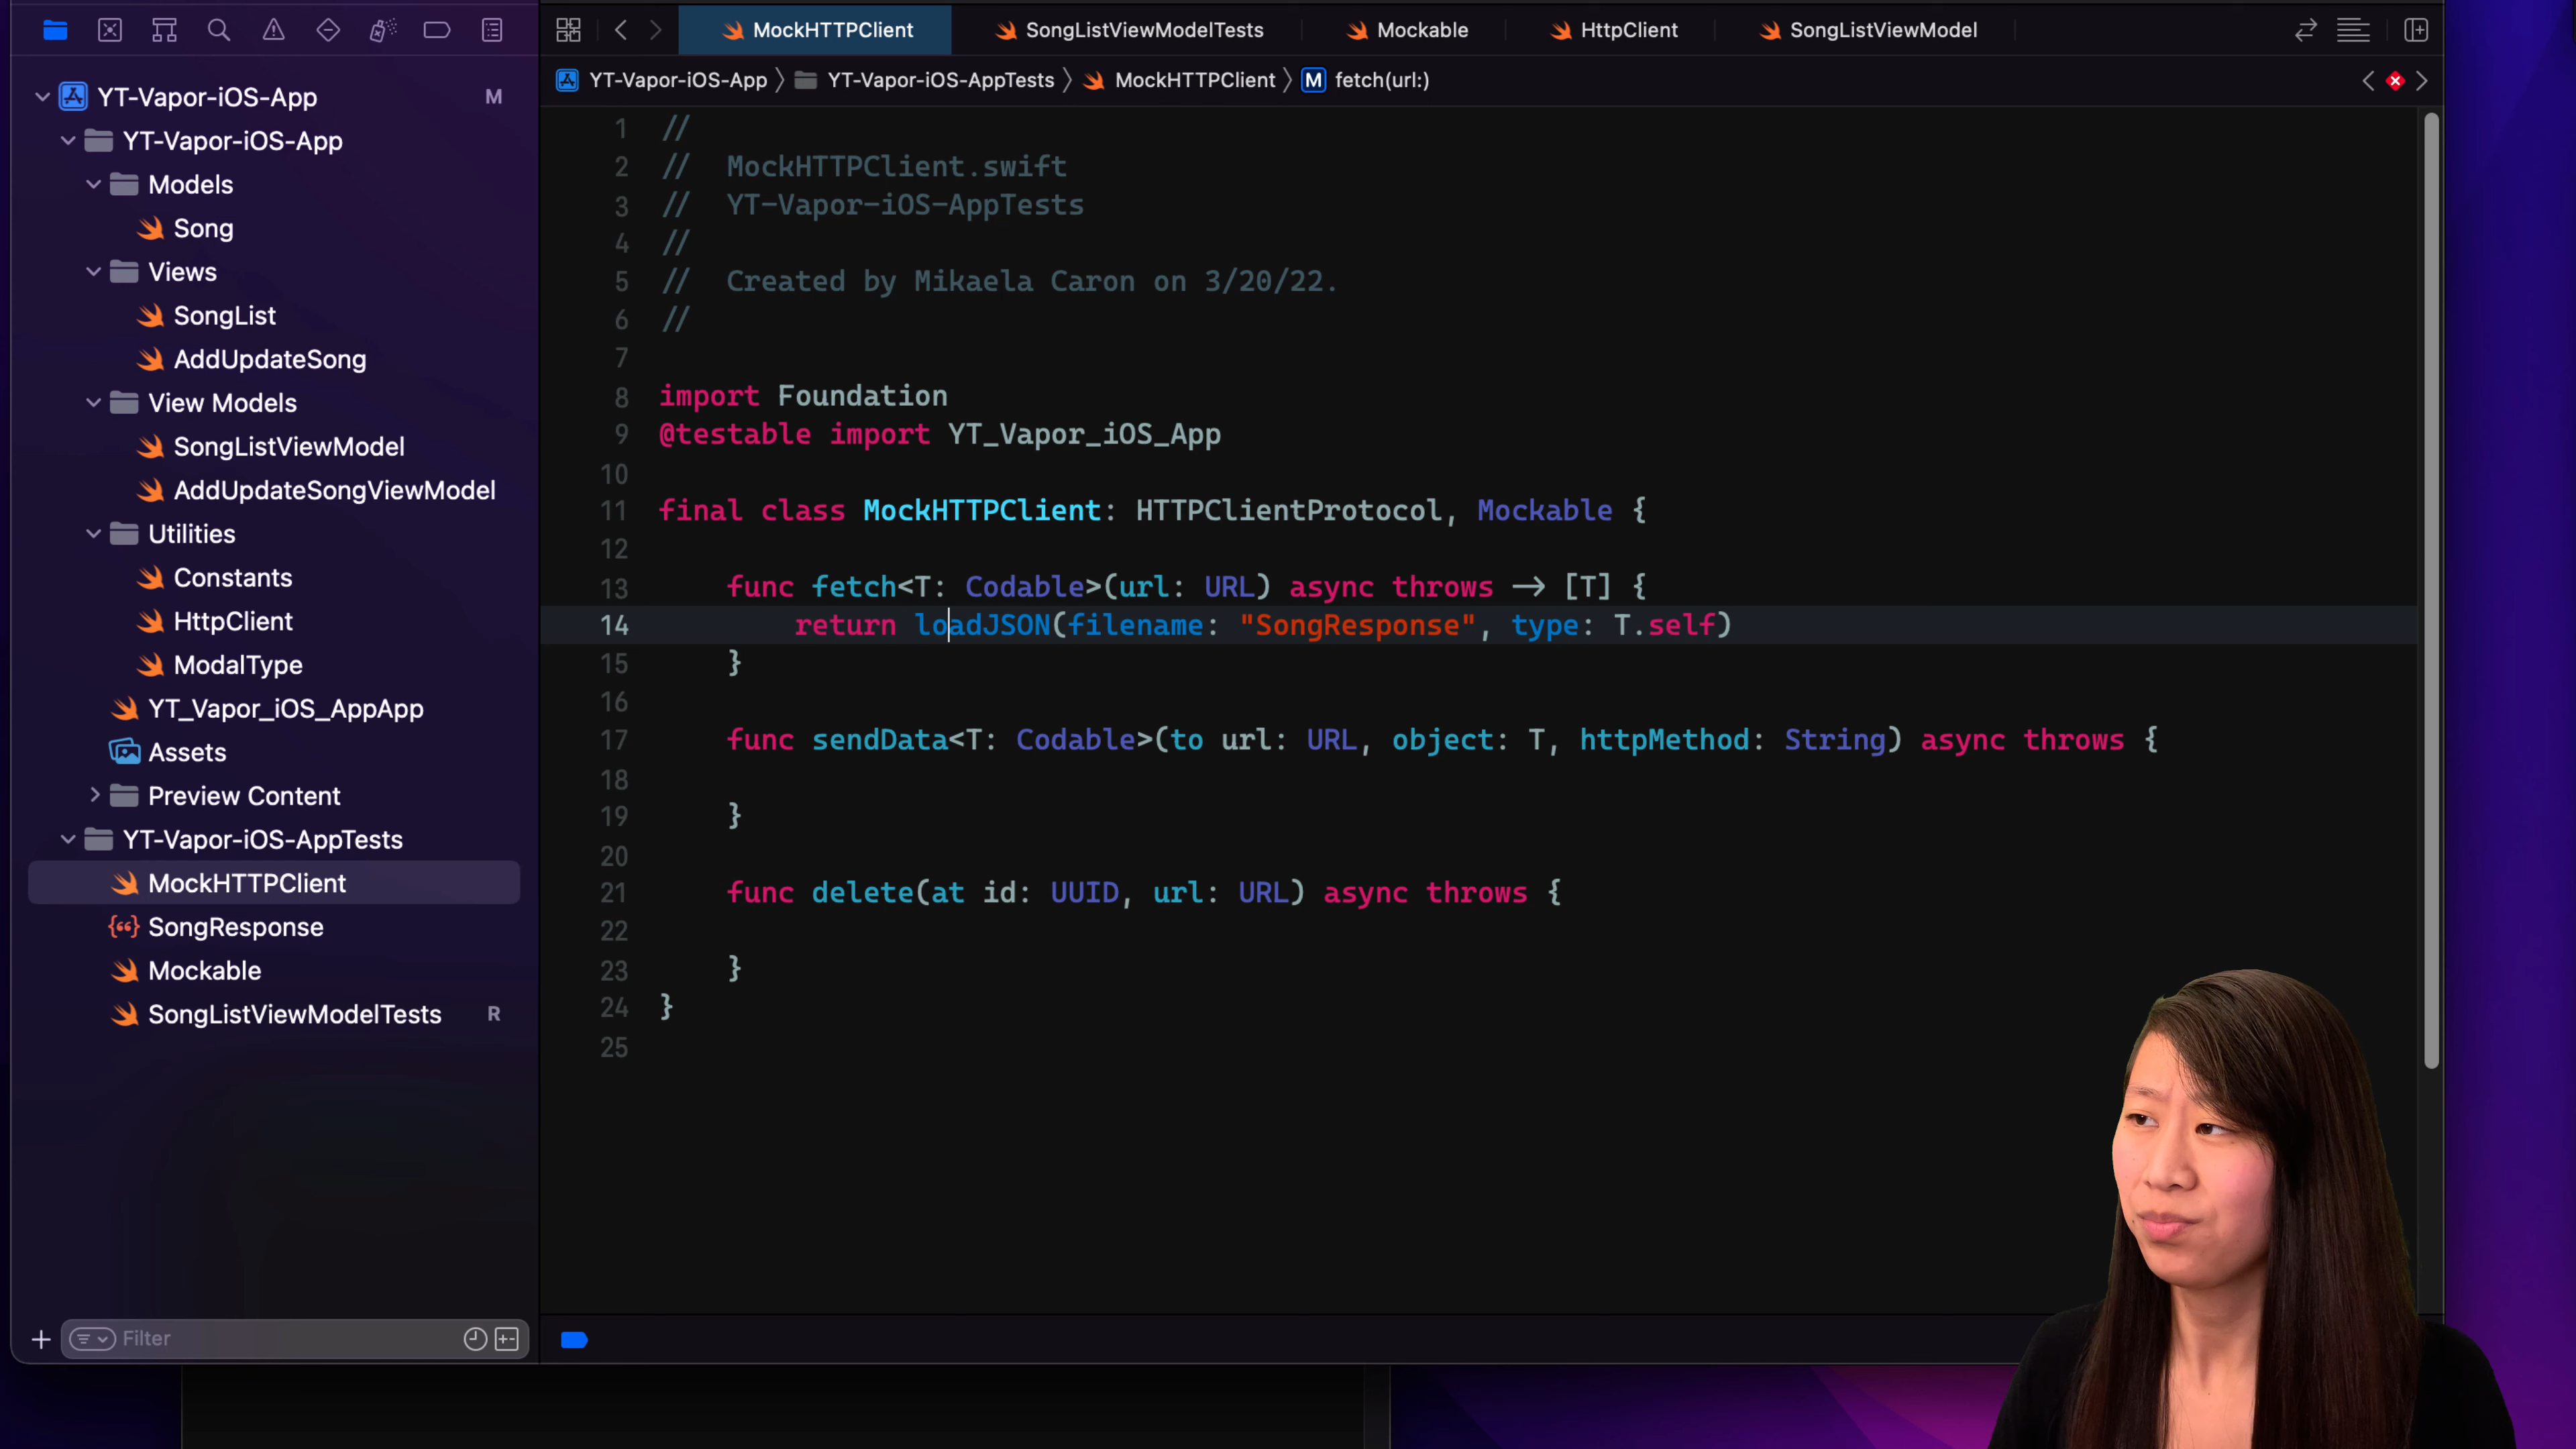 MockHTTPClient
SongListViewModelTests
Mockable
HttpClient
SongListViewModel
YT-Vapor-iOS-App
YT-Vapor-iOS-AppTests
MockHTTPClient
M
fetch(url:)
YT-Vapor-iOS-App M
YT-Vapor-iOS-App
Models
Song
Views
SongList
AddUpdateSong
View Models
SongListViewModel
AddUpdateSongViewModel
Utilities
Constants
HttpClient
ModalType
YT_Vapor_iOS_AppApp
Assets
Preview Content
YT-Vapor-iOS-AppTests
MockHTTPClient
SongResponse
Mockable
SongListViewModelTests R
Filter
1 //
2 // MockHTTPClient.swift
3 // YT-Vapor-iOS-AppTests
4 //
5 // Created by Mikaela Caron on 3/20/22.
6 //
7
8 import Foundation
9 @testable import YT_Vapor_iOS_App
10
11 final class MockHTTPClient: HTTPClientProtocol, Mockable {
12
13 func fetch<T: Codable>(url: URL) async throws -> [T] {
14 return loadJSON(filename: "SongResponse", type: T.self)
15 }
16
17 func sendData<T: Codable>(to url: URL, object: T, httpMethod: String) async throws {
18
19 }
20
21 func delete(at id: UUID, url: URL) async throws {
22
23 }
24 }
25